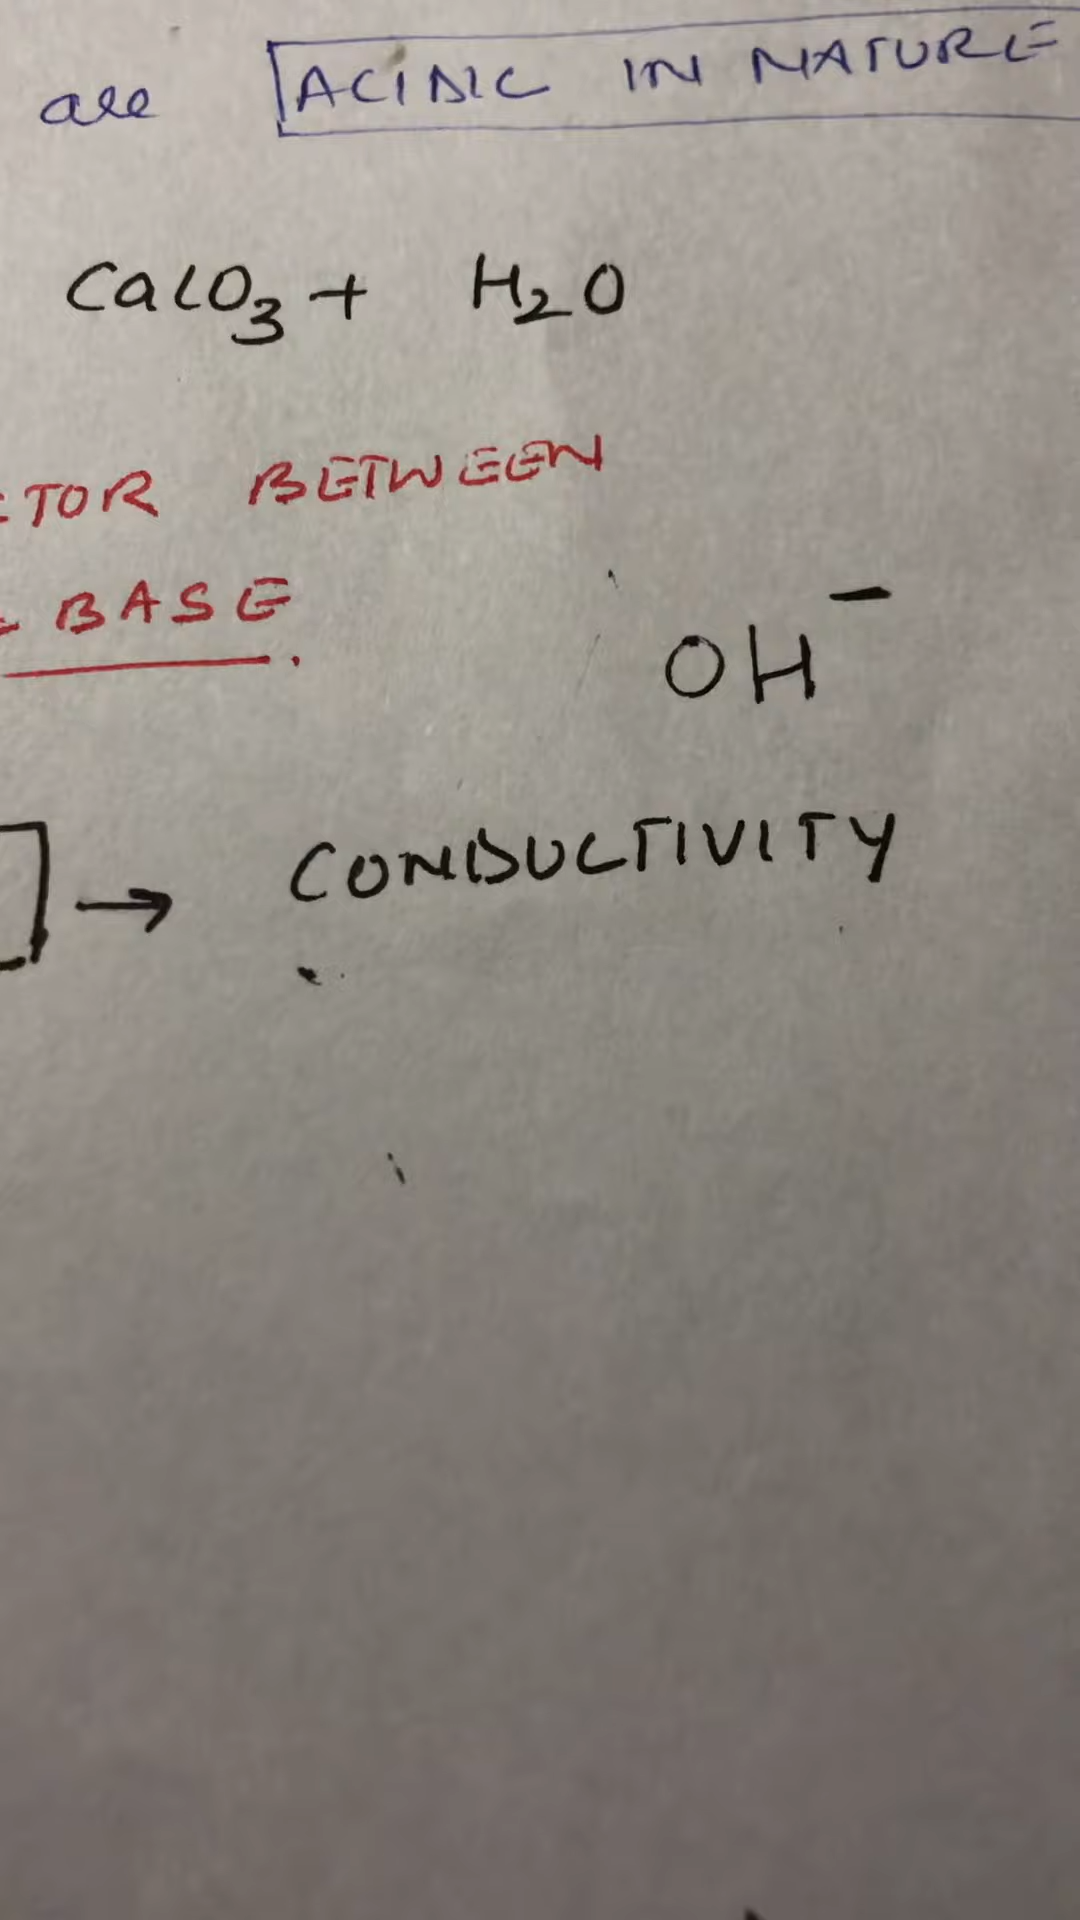 are ACIDIC IN NATURE
CaCO3 + H2O
TOR BETWEEN
BASE.
OH⁻
→ CONDUCTIVITY